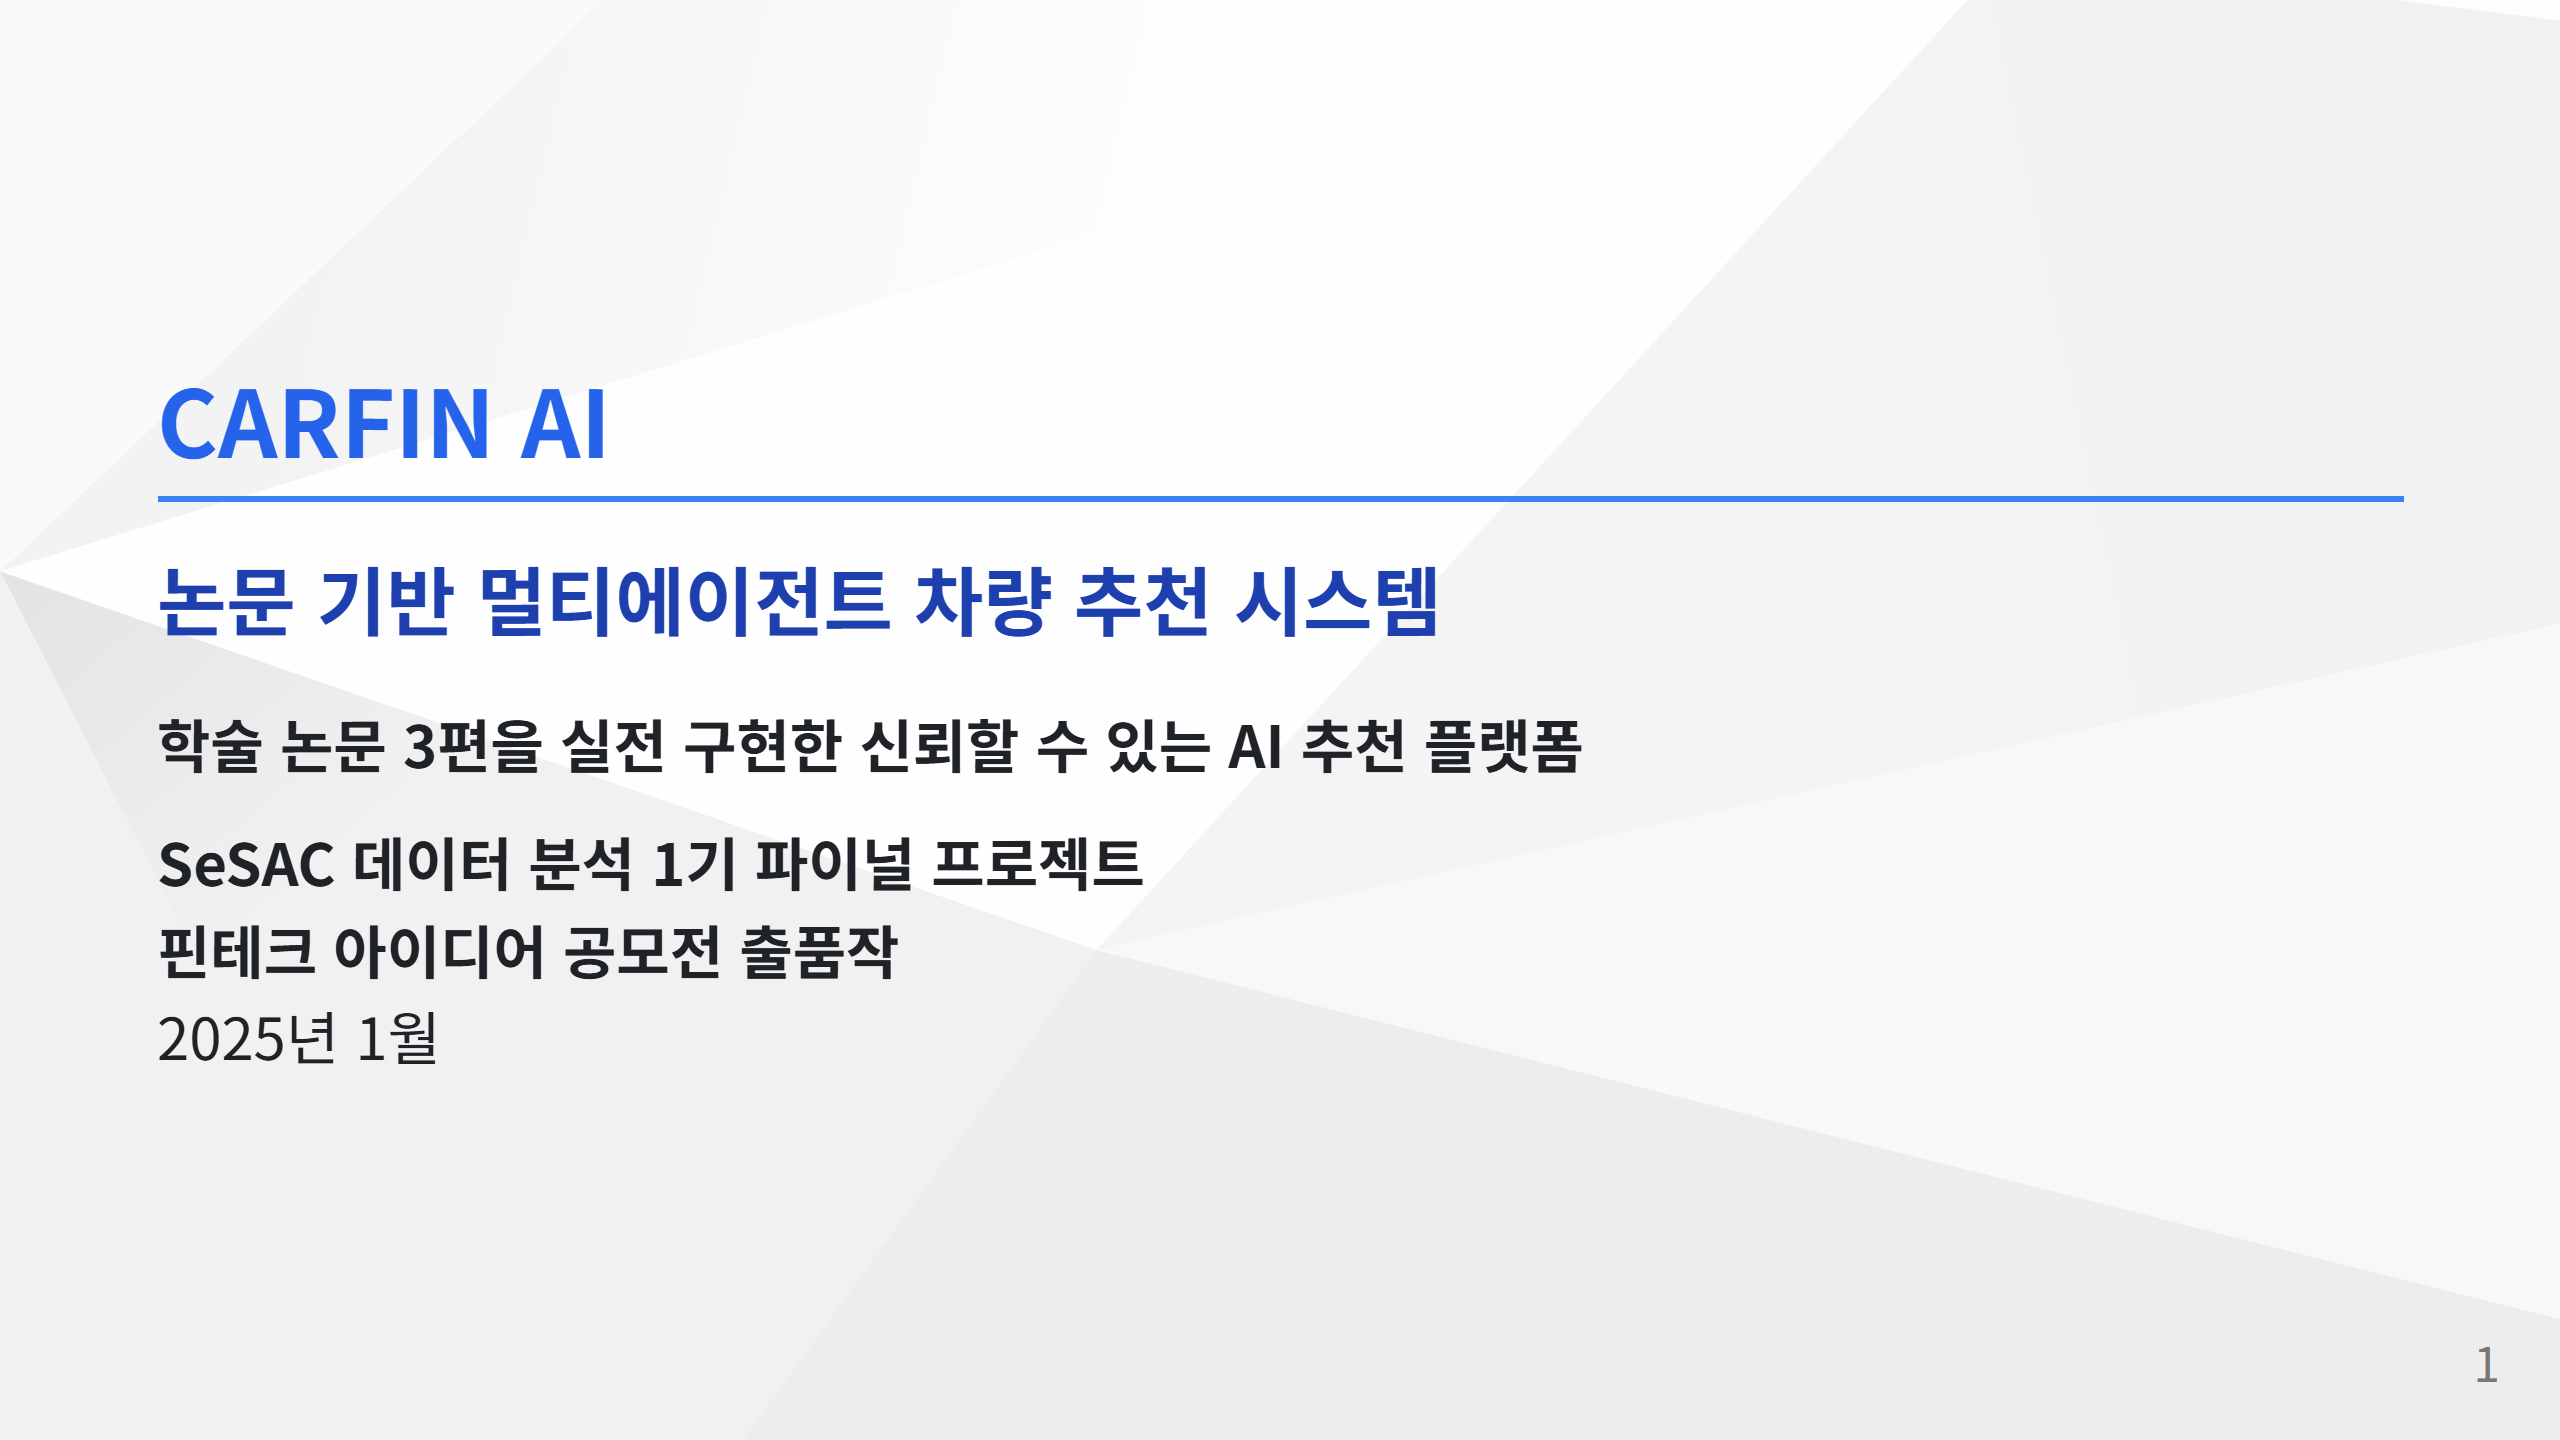 CARFIN AI
논문 기반 멀티에이전트 차량 추천 시스템
학술 논문 3편을 실전 구현한 신뢰할 수 있는 AI 추천 플랫폼
SeSAC 데이터 분석 1기 파이널 프로젝트
핀테크 아이디어 공모전 출품작
2025년 1월
1